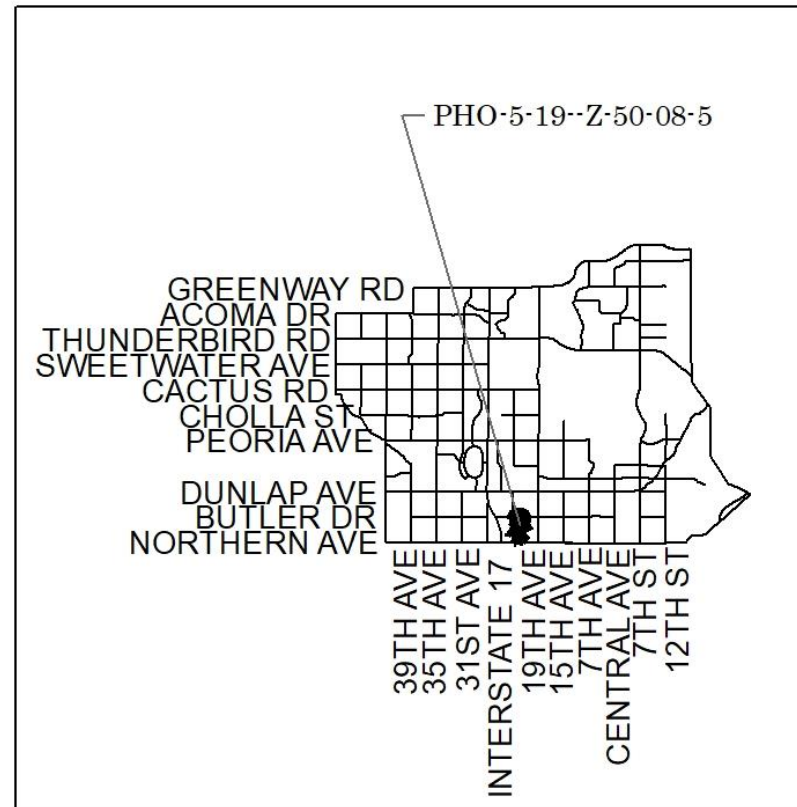 PHO-5-19--Z-50-08-5
GREENWAY RD
ACOMA DR
THUNDERBIRD RD
SWEETWATER AVE
CACTUS RD
CHOLLA ST
PEORIA AVE
DUNLAP AVE
BUTLER DR
NORTHERN AVE
39TH AVE
35TH AVE
31ST AVE
INTERSTATE 17
19TH AVE
15TH AVE
7TH AVE
CENTRAL AVE
7TH ST
12TH ST